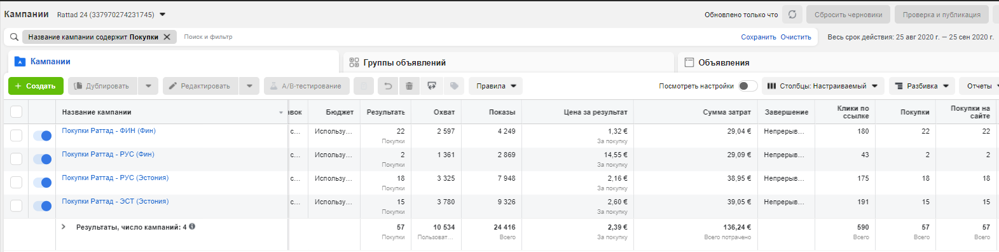 Кампании Rattad 24 (337970274231745) Обновлено только что Сбросить черновики Проверка и публикация
Название кампании содержит Покупки Поиск и фильтр Сохранить Очистить Весь срок действия: 25 авг 2020 г. — 25 сен 2020 г.
Кампании Группы объявлений Объявления
+ Создать Дублировать Редактировать A/B-тестирование Правила Посмотреть настройки Столбцы: Настраиваемый Разбивка Отчеты
Название кампании Бюджет Результать Охват Показы Цена за результат Сумма затрат Завершение Клики по ссылке Покупки Покупки на сайте
Покупки Раттад - ФИН (Фин) с... Использу... 22 2 597 4 249 1,32 € 29,04 € Непрерыв... 180 22 22
Покупки За покупку
Покупки Раттад - РУС (Фин) с... Использу... 2 1 361 2 869 14,55 € 29,09 € Непрерыв... 43 2 2
Покупки За покупку
Покупки Раттад - РУС (Эстония) с... Использу... 18 3 325 7 948 2,16 € 38,95 € Непрерыв... 175 18 18
Покупки За покупку
Покупки Раттад - ЭСТ (Эстония) с... Использу... 15 3 780 9 326 2,60 € 39,05 € Непрерыв... 191 15 15
Покупки За покупку
Результаты, число кампаний: 4 57 10 534 24 416 2,39 € 136,24 € 590 57 57
Покупки Пользоват... Всего За покупку Всего потрачено Всего Всего Всего